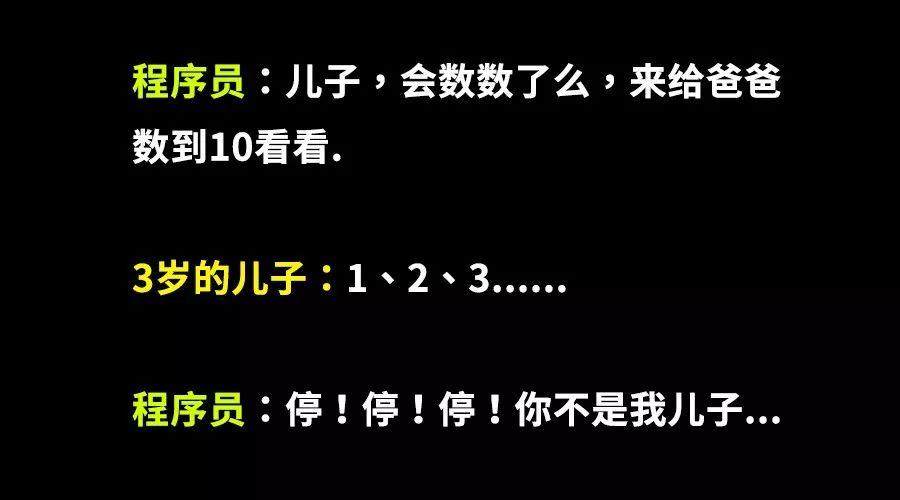 程序员：儿子，会数数了么，来给爸爸
数到10看看.
3岁的儿子：1、2、3......
程序员：停！停！停！你不是我儿子...